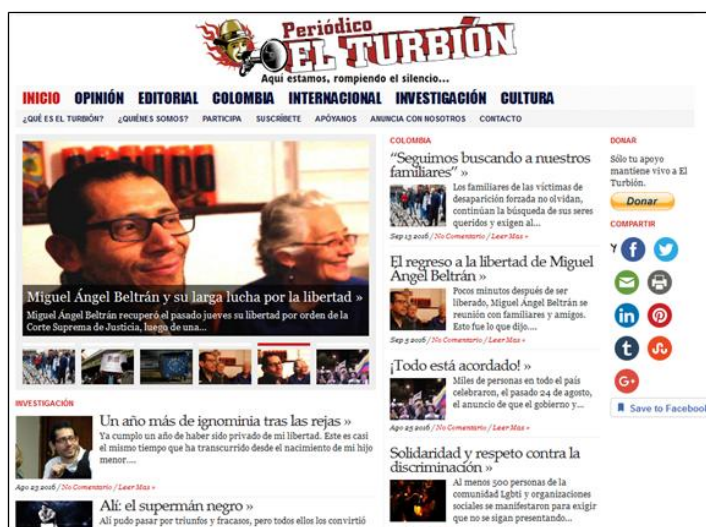 Periódico
EL TURBIÓN
Aquí estamos, rompiendo el silencio...
INICIO OPINIÓN EDITORIAL COLOMBIA INTERNACIONAL INVESTIGACIÓN CULTURA
¿QUÉ ES EL TURBIÓN? ¿QUIÉNES SOMOS? PARTICIPA SUSCRÍBETE APÓYANOS ANUNCIA CON NOSOTROS CONTACTO
Miguel Ángel Beltrán y su larga lucha por la libertad »
Miguel Ángel Beltrán recuperó el pasado jueves su libertad por orden de la
Corte Suprema de Justicia, luego de una...
INVESTIGACIÓN
Un año más de ignominia tras las rejas »
Ya cumplo un año de haber sido privado de mi libertad. Este es casi
el mismo tiempo que ha transcurrido desde el nacimiento de mi hijo
menor....
Ago 23 2016 / No Comentario / Leer Mas »
Alí: el supermán negro »
Alí pudo pasar por triunfos y fracasos, pero todos ellos los convirtió
COLOMBIA
“Seguimos buscando a nuestros
familiares” »
Los familiares de las víctimas de
desaparición forzada no olvidan,
continúan la búsqueda de sus seres
queridos y exigen al...
Sep 13 2016 / No Comentario / Leer Mas »
El regreso a la libertad de Miguel
Angel Beltrán »
Pocos minutos después de ser
liberado, Miguel Ángel Beltrán se
reunión con familiares y amigos.
Esto fue lo que dijo....
Sep 5 2016 / No Comentario / Leer Mas »
¡Todo está acordado! »
Miles de personas en todo el país
celebraron, el pasado 24 de agosto,
el anuncio de que el gobierno y...
Ago 25 2016 / No Comentario / Leer Mas »
Solidaridad y respeto contra la
discriminación »
Al menos 500 personas de la
comunidad Lgbti y organizaciones
sociales se manifestaron para exigir
que no se sigan presentando...
DONAR
Sólo tu apoyo
mantiene vivo a El
Turbión.
Donar
COMPARTIR
Y
Save to Facebook